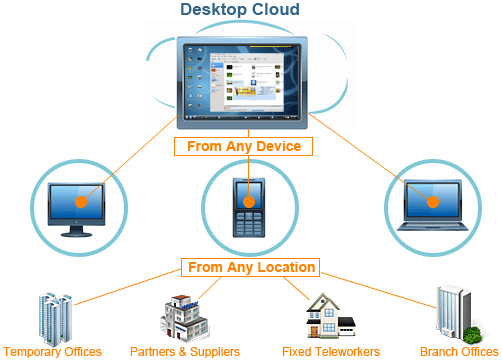 Desktop Cloud
From Any Device
From Any Location
Temporary Offices
Partners & Suppliers
Fixed Teleworkers
Branch Offices